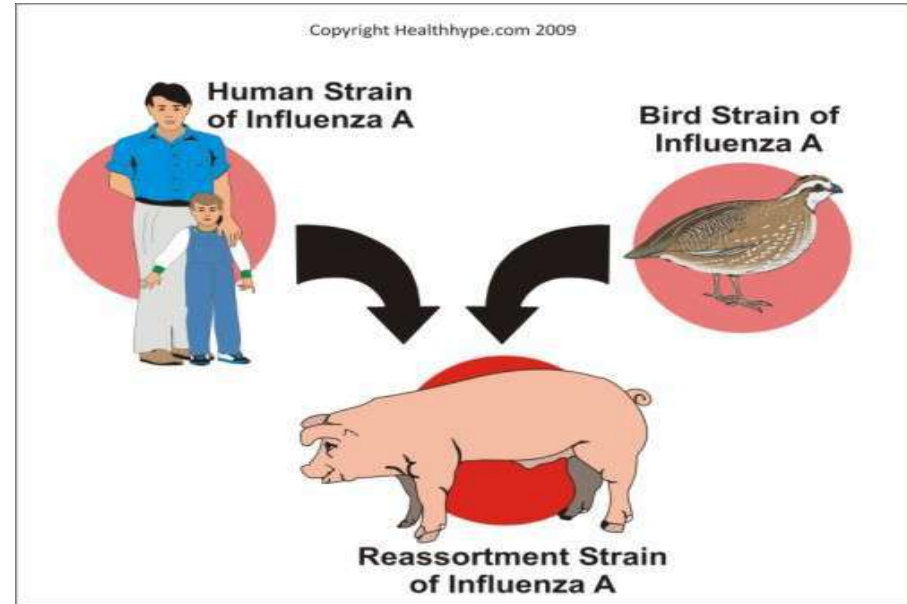 Copyright Healthhype.com 2009
Human Strain
of Influenza A
Bird Strain of
Influenza A
Reassortment Strain
of Influenza A